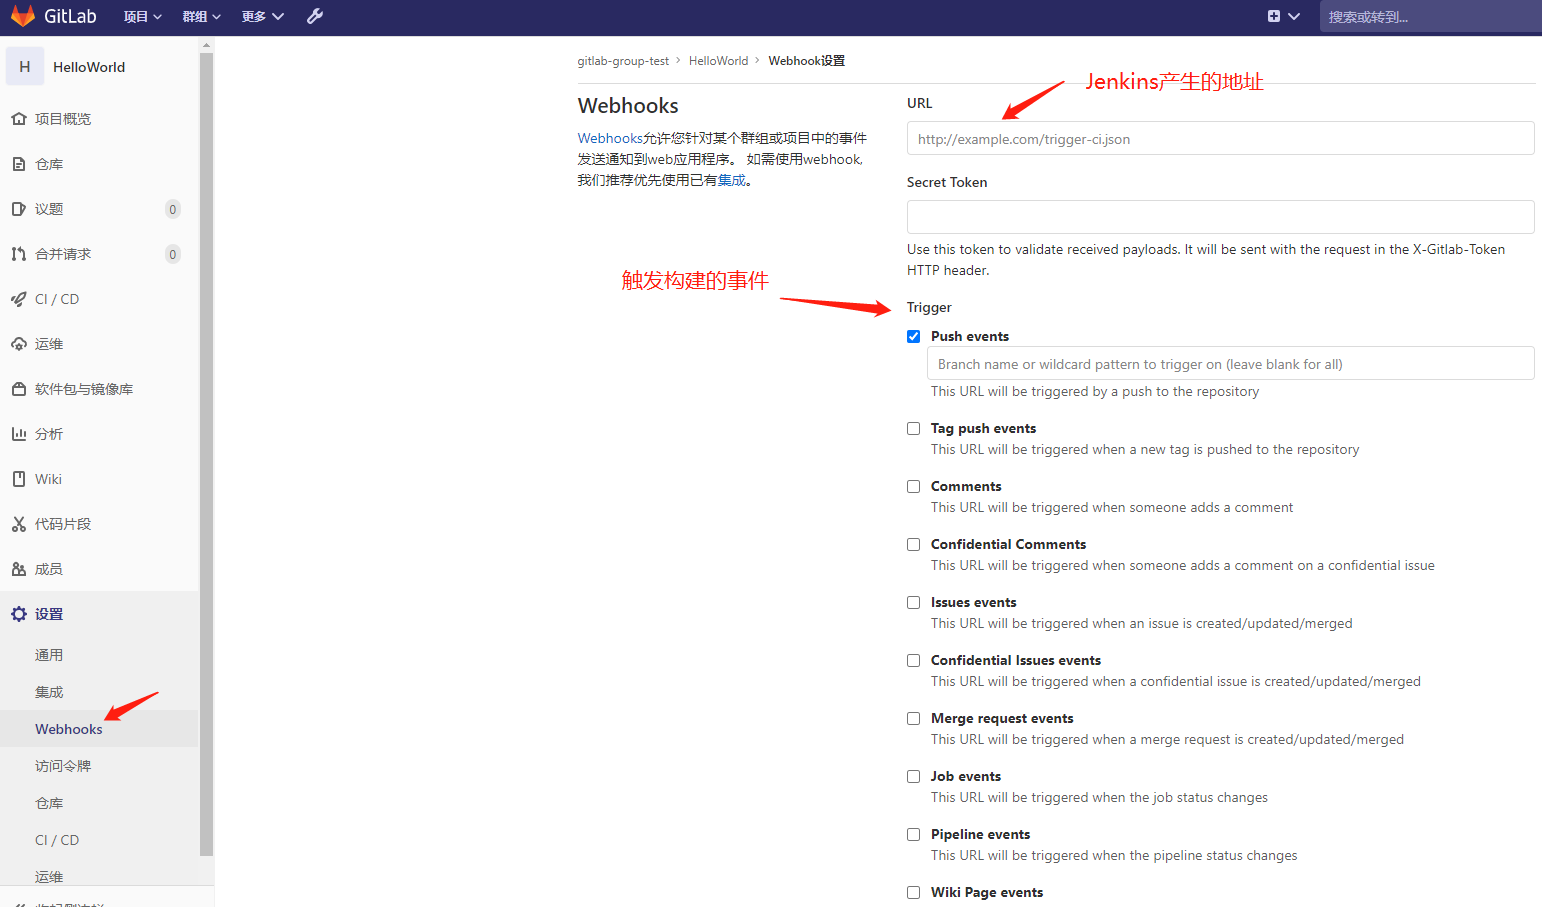 GitLab 项目 群组 更多 搜索或转到...
H HelloWorld
项目概览
仓库
议题 0
合并请求 0
CI / CD
运维
软件包与镜像库
分析
Wiki
代码片段
成员
设置
通用
集成
Webhooks
访问令牌
仓库
CI / CD
运维
gitlab-group-test › HelloWorld › Webhook设置
Webhooks
Webhooks允许您针对某个群组或项目中的事件
发送通知到web应用程序。 如需使用webhook,
我们推荐优先使用已有集成。
Jenkins产生的地址
URL
http://example.com/trigger-ci.json
Secret Token
Use this token to validate received payloads. It will be sent with the request in the X-Gitlab-Token
HTTP header.
触发构建的事件
Trigger
Push events
Branch name or wildcard pattern to trigger on (leave blank for all)
This URL will be triggered by a push to the repository
Tag push events
This URL will be triggered when a new tag is pushed to the repository
Comments
This URL will be triggered when someone adds a comment
Confidential Comments
This URL will be triggered when someone adds a comment on a confidential issue
Issues events
This URL will be triggered when an issue is created/updated/merged
Confidential Issues events
This URL will be triggered when a confidential issue is created/updated/merged
Merge request events
This URL will be triggered when a merge request is created/updated/merged
Job events
This URL will be triggered when the job status changes
Pipeline events
This URL will be triggered when the pipeline status changes
Wiki Page events